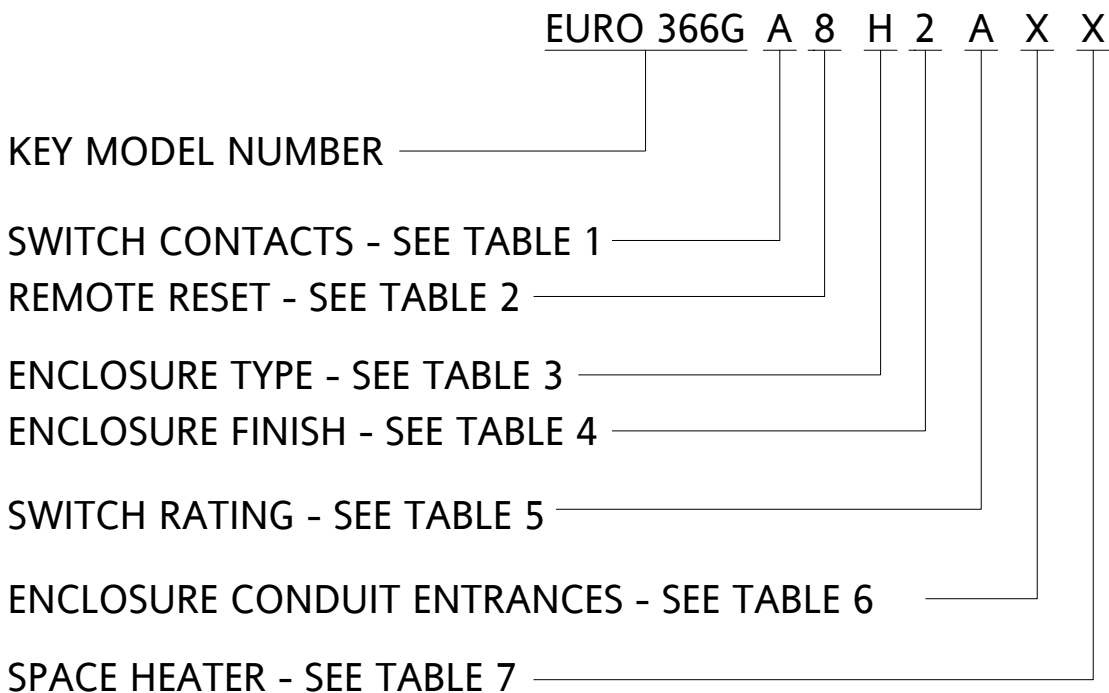 EURO 366G A 8 H 2 A X X
KEY MODEL NUMBER
SWITCH CONTACTS - SEE TABLE 1
REMOTE RESET - SEE TABLE 2
ENCLOSURE TYPE - SEE TABLE 3
ENCLOSURE FINISH - SEE TABLE 4
SWITCH RATING - SEE TABLE 5
ENCLOSURE CONDUIT ENTRANCES - SEE TABLE 6
SPACE HEATER - SEE TABLE 7